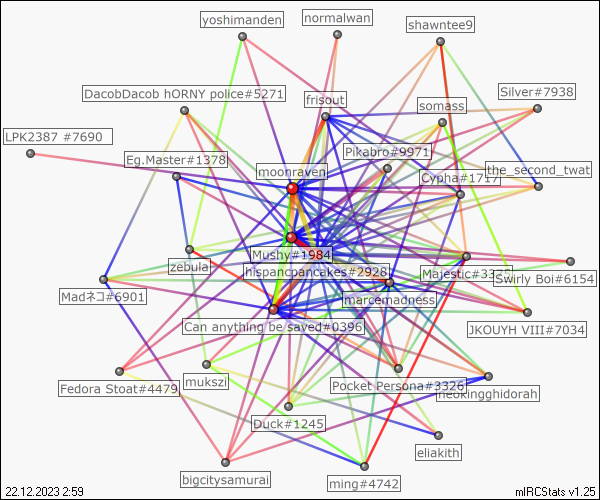 yoshimanden
normalwan
shawntee9
DacobDacob hORNY police#5271
frisout
somass
Silver#7938
LPK2387 #7690
Eg.Master#1378
moonraven
Pikabro#9971
Cypha#1717
the_second_twat
Mushy#1984
zebula
hispancpancakes#2928
Majestic#3325
Swirly Boi#6154
Madネコ#6901
marcemadness
Can anything be saved#0396
JKOUYH VIII#7034
Fedora Stoat#4479
mukszi
Pocket Persona#3326
neokingghidorah
Duck#1245
eliakith
bigcitysamurai
ming#4742
22.12.2023 2:59
mIRCStats v1.25